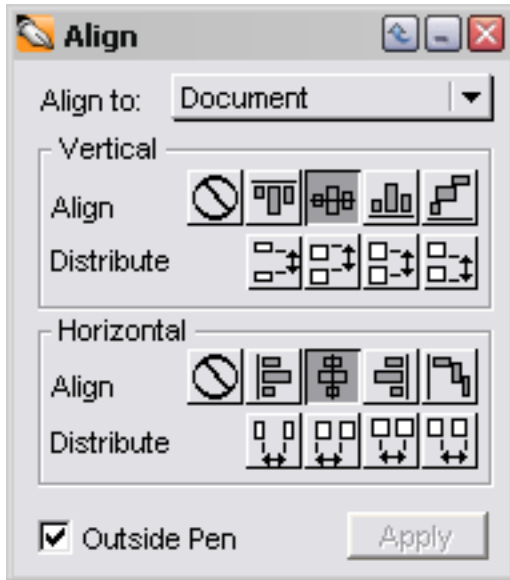 Align
Align to: Document
Vertical
Align
Distribute
Horizontal
Align
Distribute
Outside Pen Apply